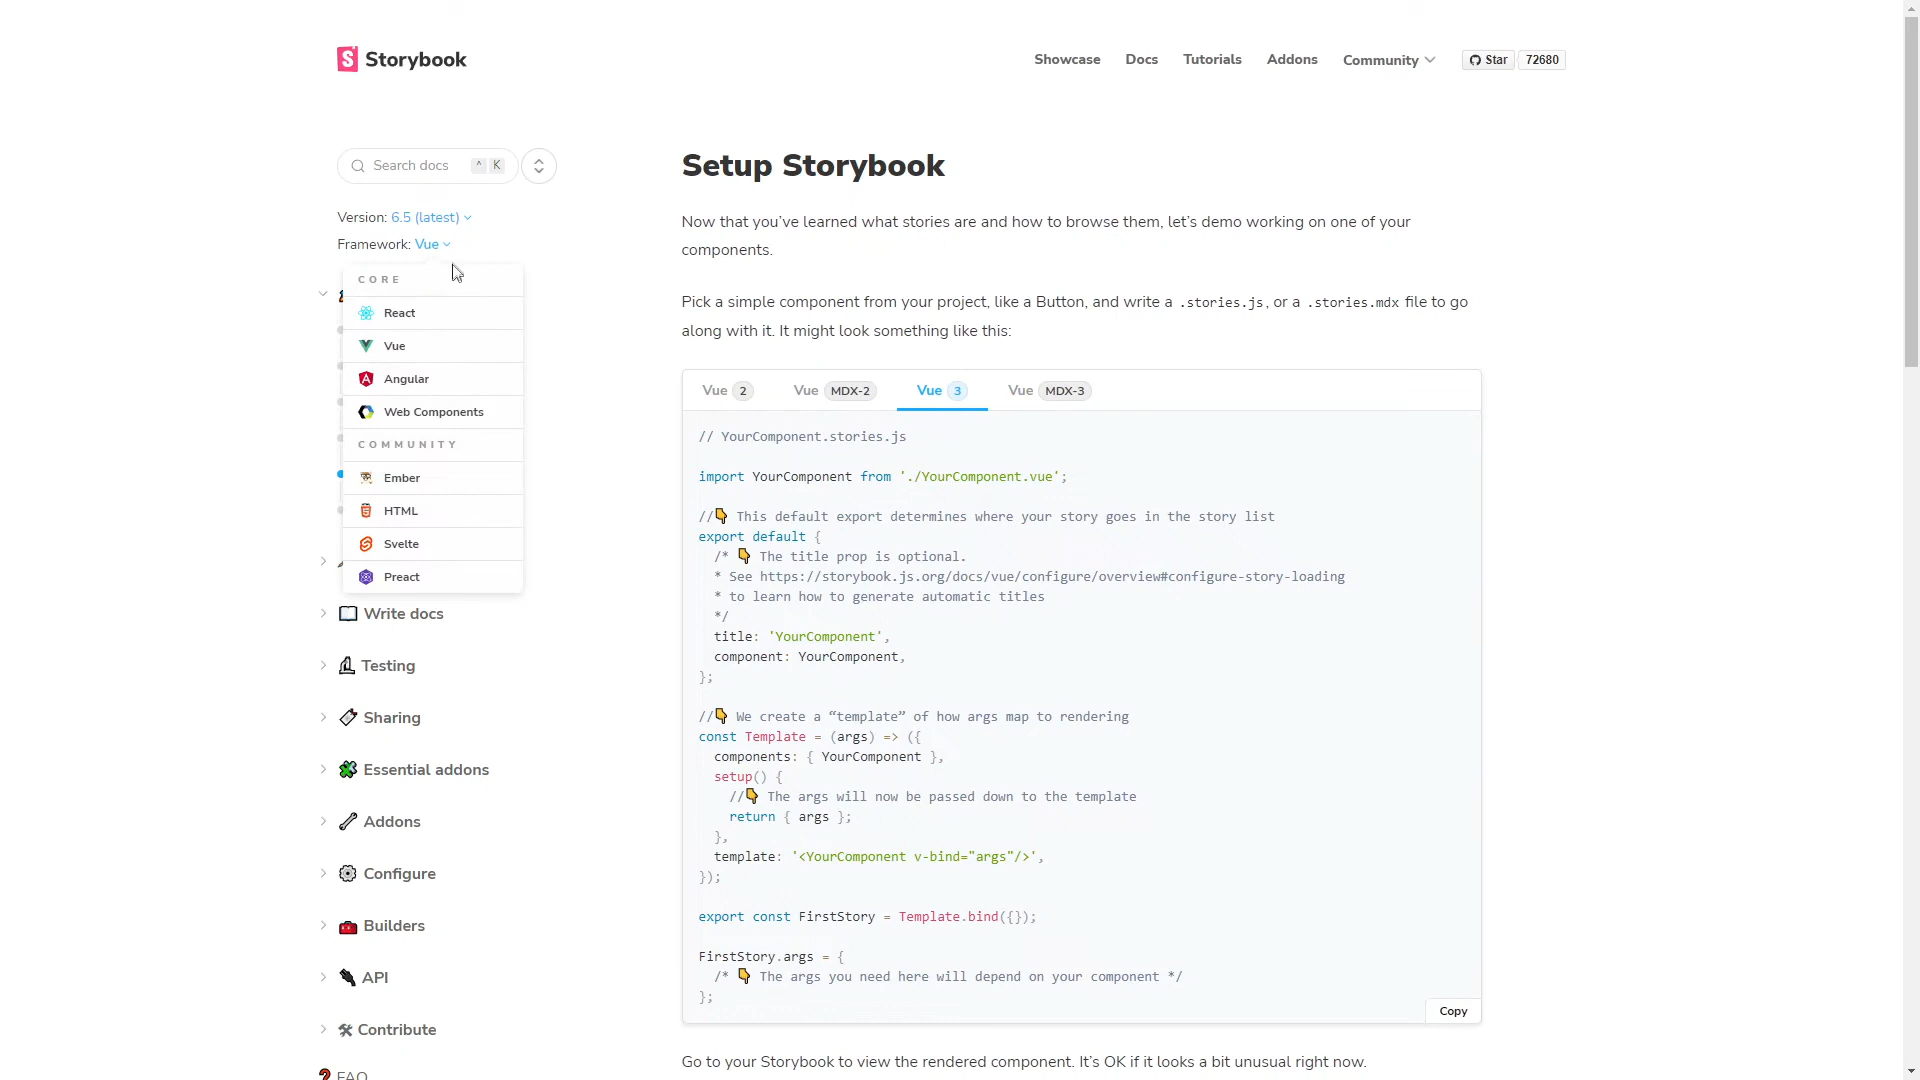 Storybook
Showcase Docs Tutorials Addons Community Star 72680
Search docs ^ K
Version: 6.5 (latest)
Framework: Vue
CORE
React
Vue
Angular
Web Components
COMMUNITY
Ember
HTML
Svelte
Preact
Write docs
Testing
Sharing
Essential addons
Addons
Configure
Builders
API
Contribute
FAQ
Setup Storybook
Now that you’ve learned what stories are and how to browse them, let’s demo working on one of your
components.
Pick a simple component from your project, like a Button, and write a .stories.js, or a .stories.mdx file to go
along with it. It might look something like this:
Vue 2 Vue MDX-2 Vue 3 Vue MDX-3
// YourComponent.stories.js
import YourComponent from './YourComponent.vue';
//👇 This default export determines where your story goes in the story list
export default {
/* 👇 The title prop is optional.
* See https://storybook.js.org/docs/vue/configure/overview#configure-story-loading
* to learn how to generate automatic titles
*/
title: 'YourComponent',
component: YourComponent,
};
//👇 We create a “template” of how args map to rendering
const Template = (args) => ({
components: { YourComponent },
setup() {
//👇 The args will now be passed down to the template
return { args };
},
template: '<YourComponent v-bind="args"/>',
});
export const FirstStory = Template.bind({});
FirstStory.args = {
/* 👇 The args you need here will depend on your component */
};
Copy
Go to your Storybook to view the rendered component. It’s OK if it looks a bit unusual right now.